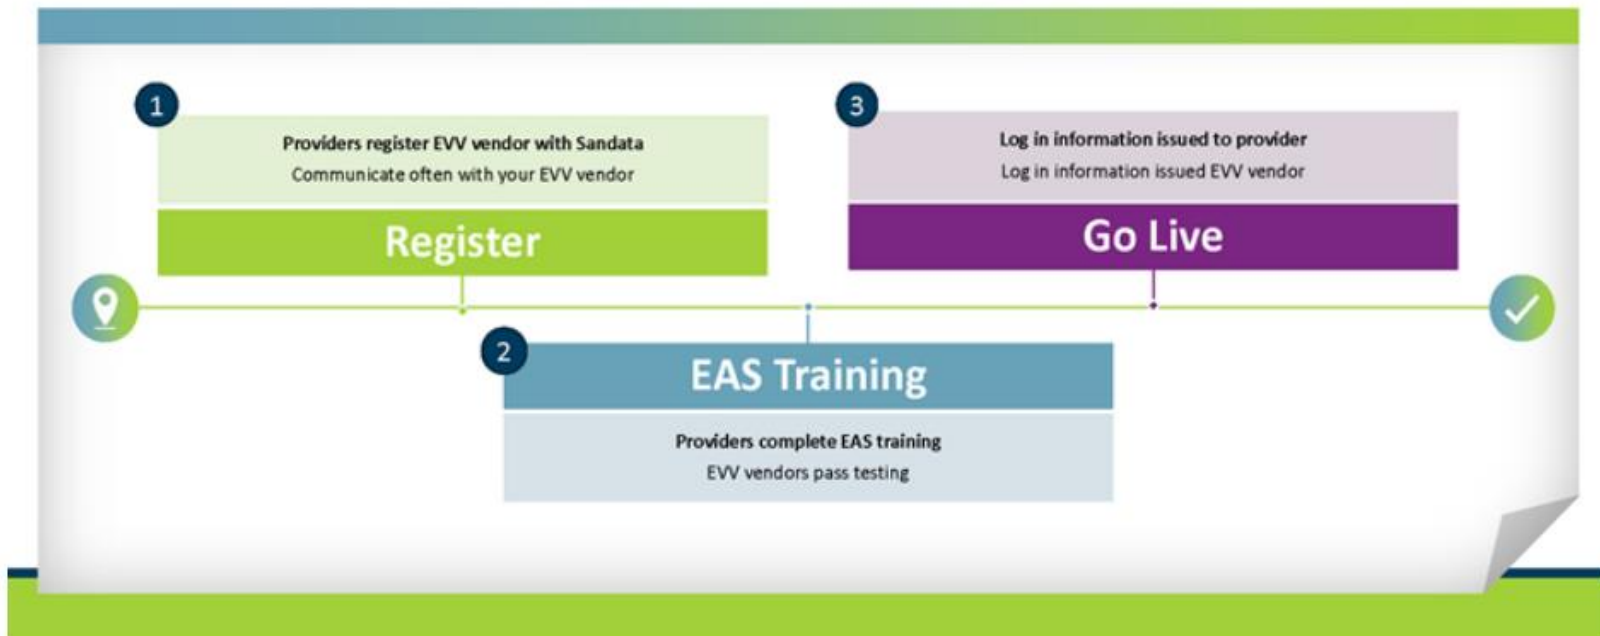 1
Providers register EVV vendor with Sandata
Communicate often with your EVV vendor
Register
2
EAS Training
Providers complete EAS training
EVV vendors pass testing
3
Log in information issued to provider
Log in information issued EVV vendor
Go Live